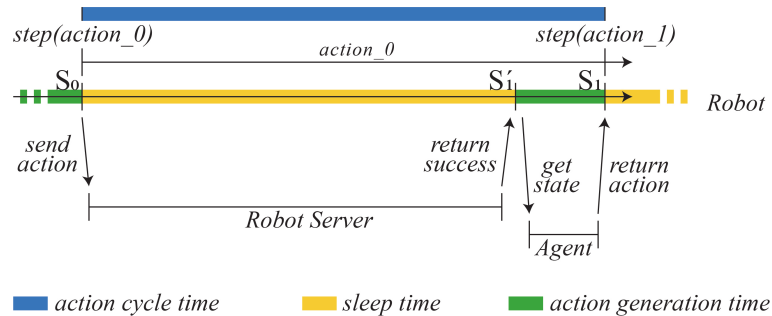 step(action_0) step(action_1)
action_0
S₀ S′₁ S₁
Robot
send
action
return
success
get
state
return
action
Robot Server
Agent
action cycle time sleep time action generation time